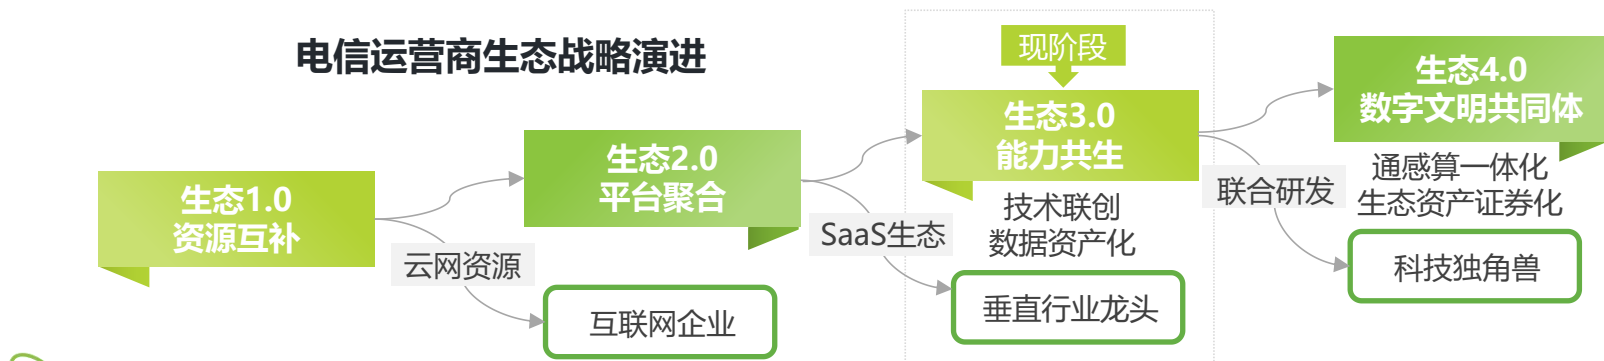 电信运营商生态战略演进
生态1.0
资源互补
云网资源
生态2.0
平台聚合
互联网企业
SaaS生态
现阶段
生态3.0
能力共生
技术联创
数据资产化
垂直行业龙头
联合研发
生态4.0
数字文明共同体
通感算一体化
生态资产证券化
科技独角兽